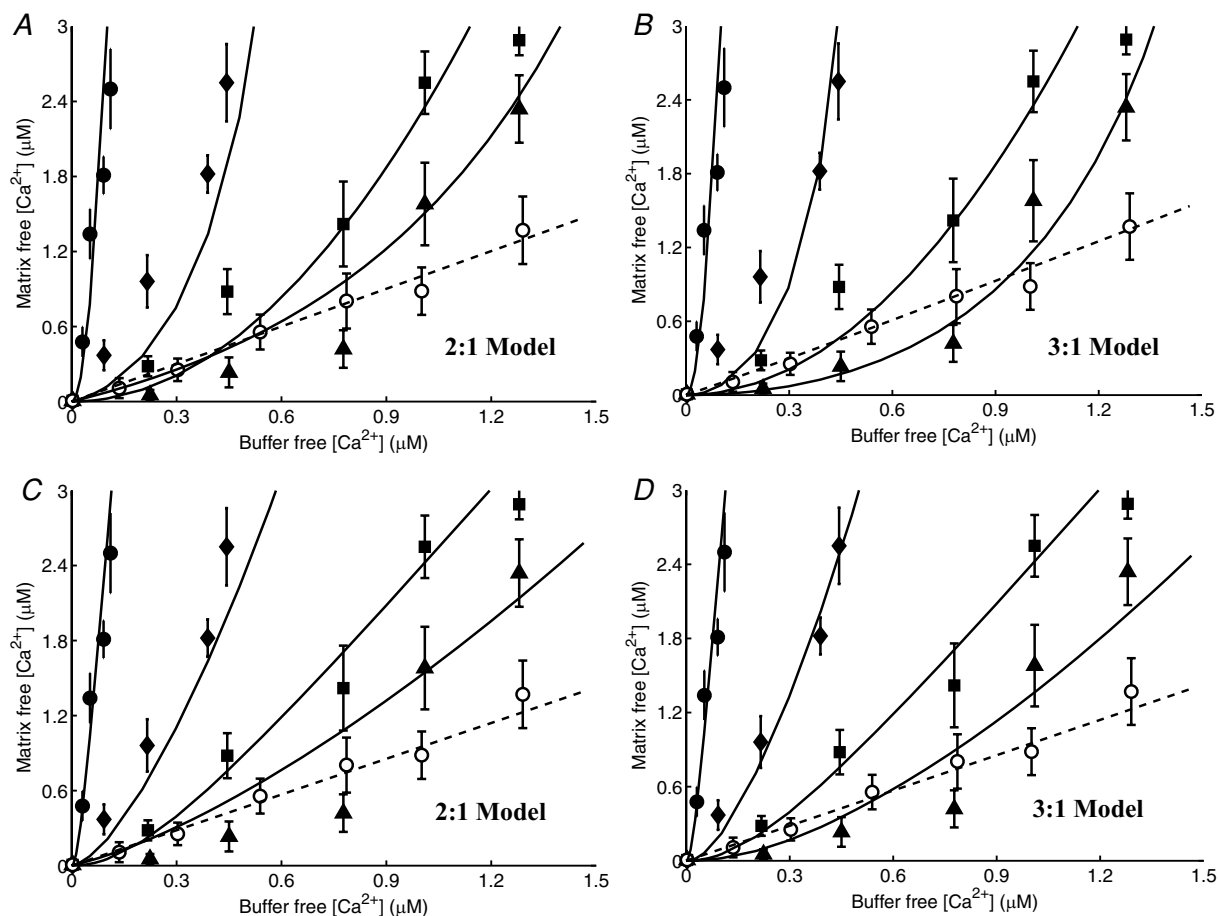 A
3
2.4
1.8
1.2
0.6
0
Matrix free [Ca2+] (μM)
2:1 Model
0 0.3 0.6 0.9 1.2 1.5
Buffer free [Ca2+] (μM)
B
3
2.4
1.8
1.2
0.6
0
Matrix free [Ca2+] (μM)
3:1 Model
0 0.3 0.6 0.9 1.2 1.5
Buffer free [Ca2+] (μM)
C
3
2.4
1.8
1.2
0.6
0
Matrix free [Ca2+] (μM)
2:1 Model
0 0.3 0.6 0.9 1.2 1.5
Buffer free [Ca2+] (μM)
D
3
2.4
1.8
1.2
0.6
0
Matrix free [Ca2+] (μM)
3:1 Model
0 0.3 0.6 0.9 1.2 1.5
Buffer free [Ca2+] (μM)